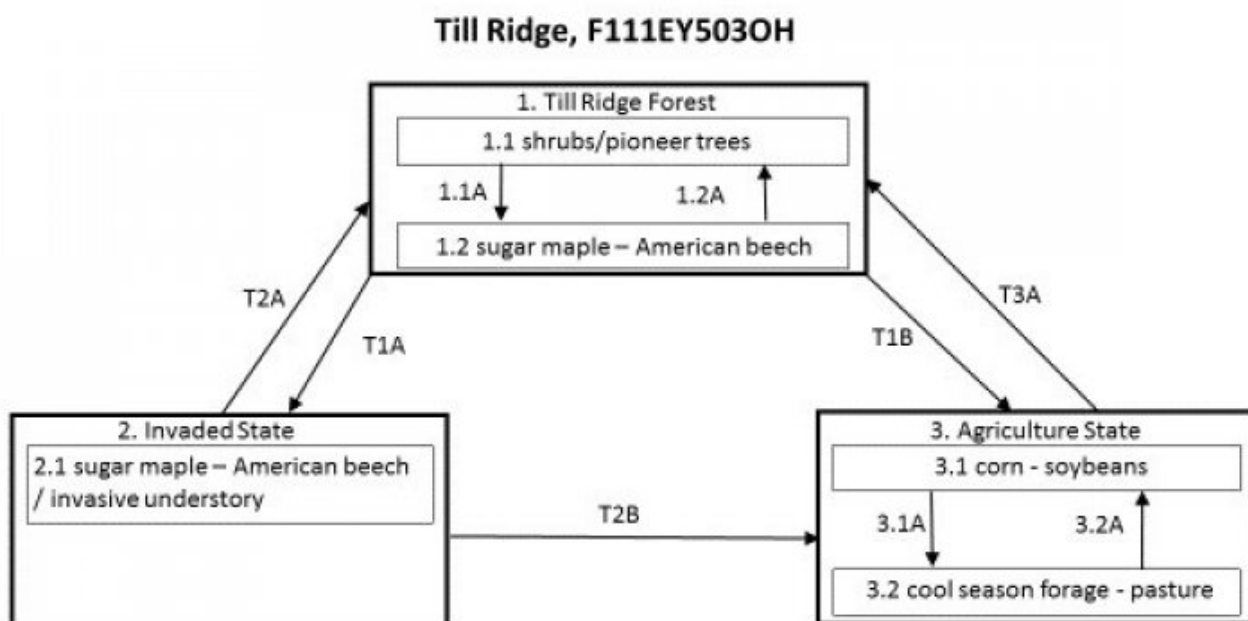 Till Ridge, F111EY503OH
1. Till Ridge Forest
1.1 shrubs/pioneer trees
1.1A
1.2A
1.2 sugar maple – American beech
T2A
T1A
T1B
T3A
2. Invaded State
2.1 sugar maple – American beech
/ invasive understory
T2B
3. Agriculture State
3.1 corn - soybeans
3.1A
3.2A
3.2 cool season forage - pasture